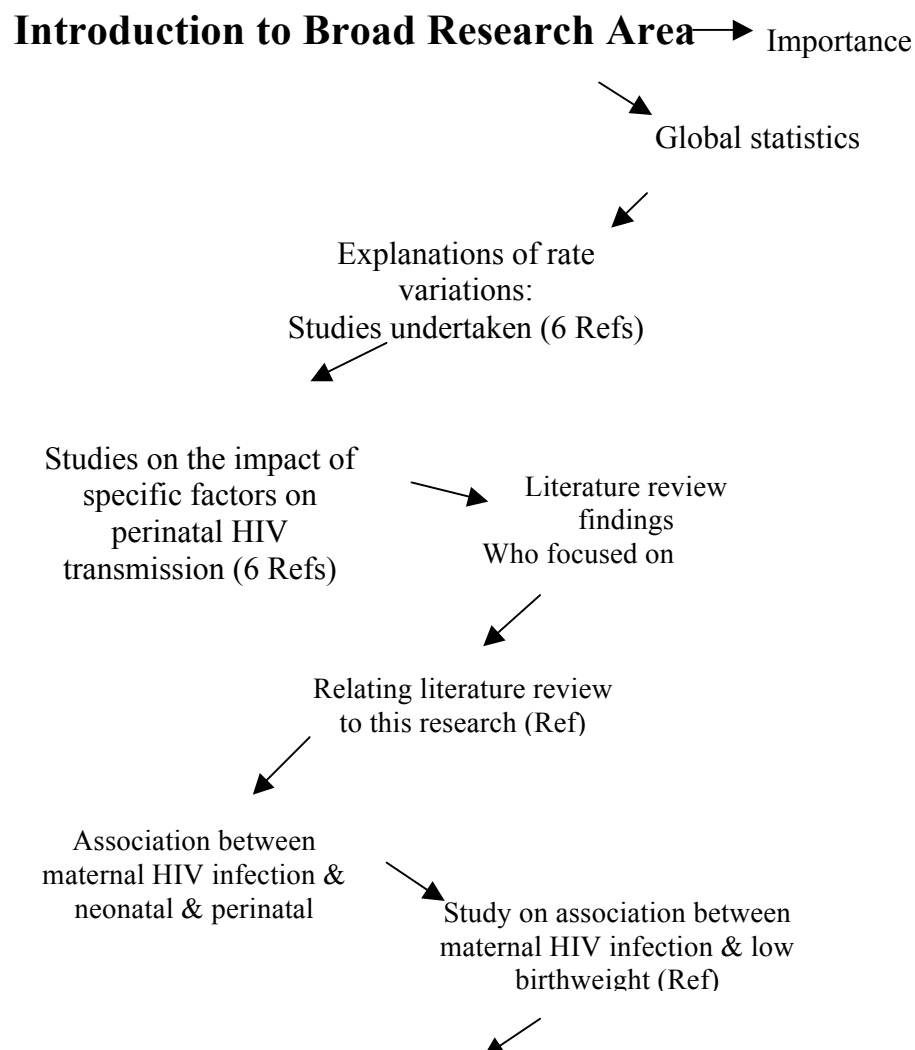 Introduction to Broad Research Area
Importance
Global statistics
Explanations of rate
variations:
Studies undertaken (6 Refs)
Studies on the impact of
specific factors on
perinatal HIV
transmission (6 Refs)
Literature review
findings
Who focused on
Relating literature review
to this research (Ref)
Association between
maternal HIV infection &
neonatal & perinatal
Study on association between
maternal HIV infection & low
birthweight (Ref)